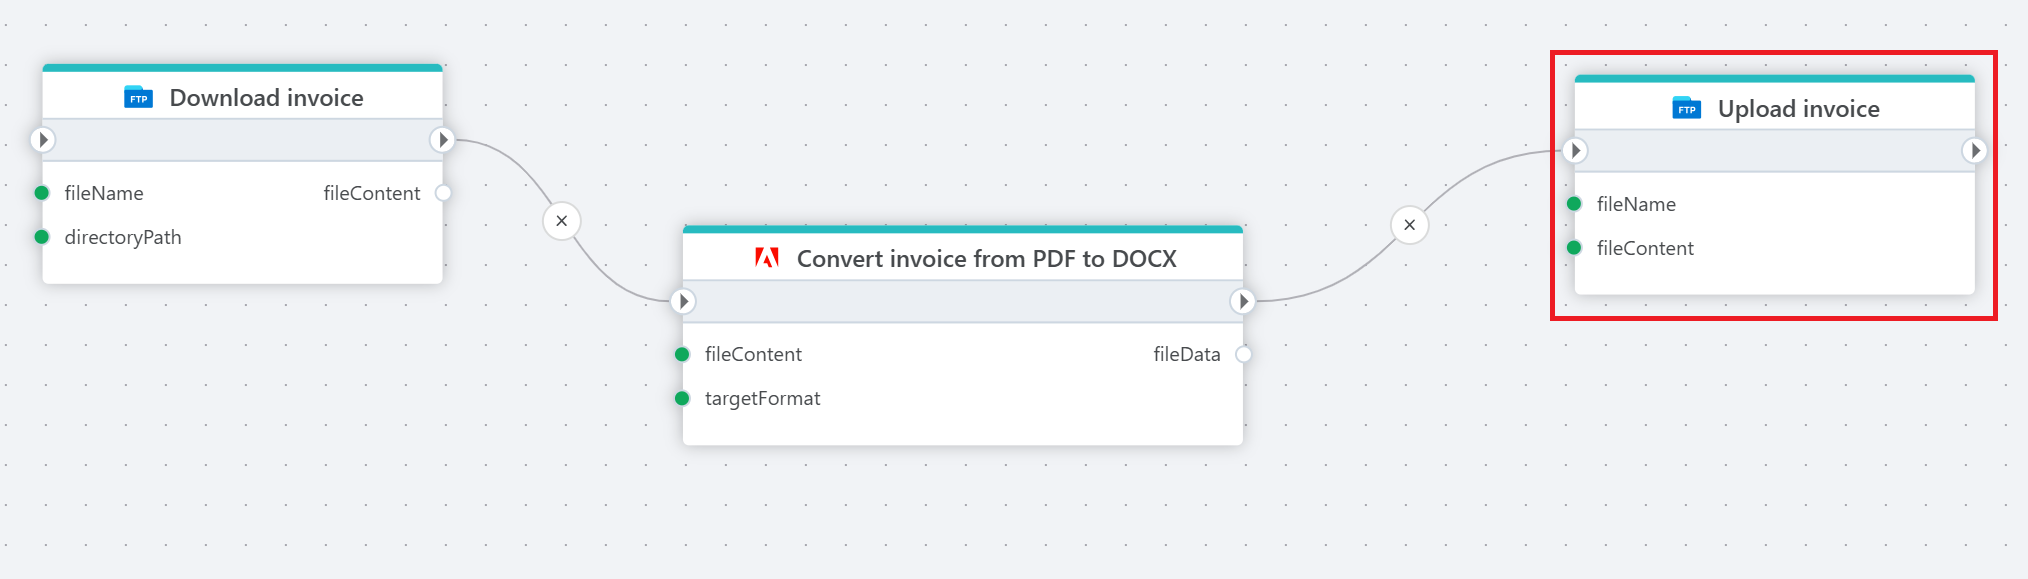 FTP Download invoice
fileName fileContent
directoryPath
Convert invoice from PDF to DOCX
fileContent fileData
targetFormat
FTP Upload invoice
fileName
fileContent